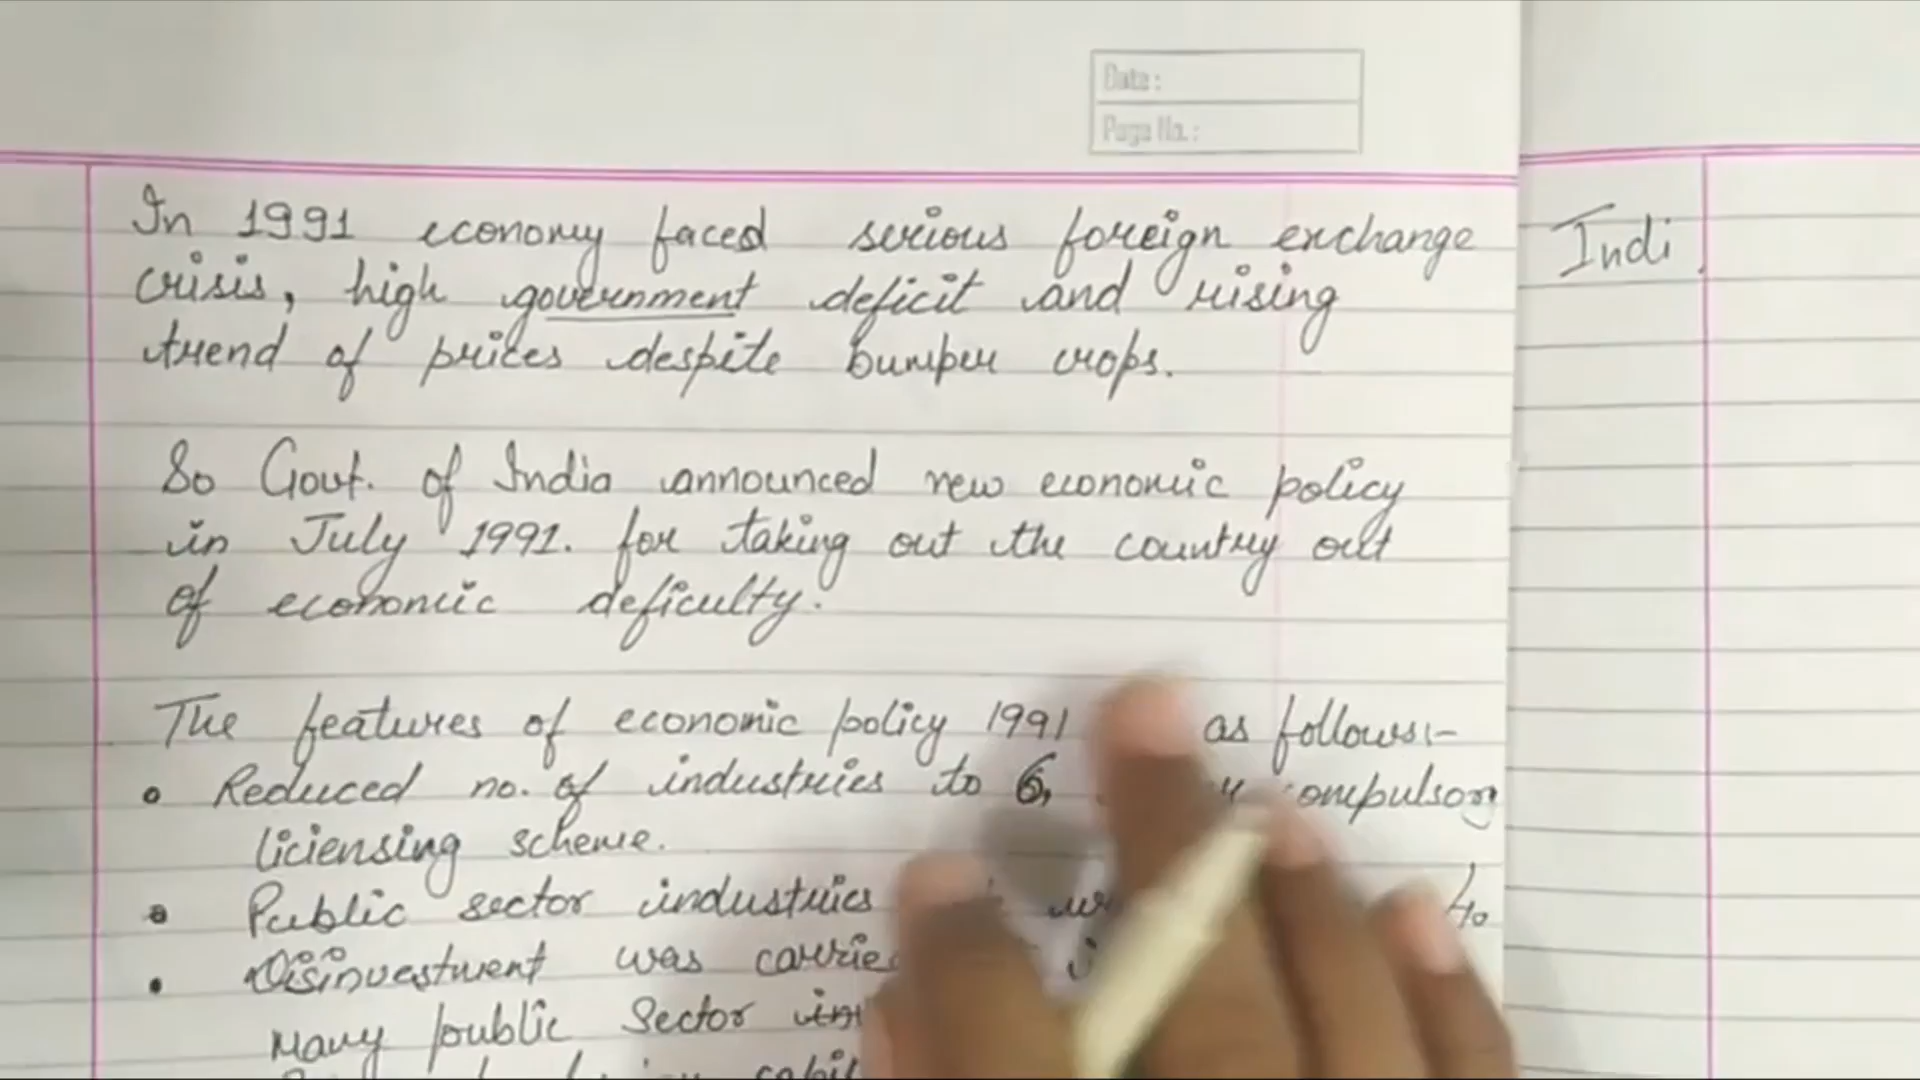 Date :
Page No. :
In 1991 economy faced serious foreign exchange
crisis, high government deficit and rising
trend of prices despite bumper crops.
So Govt. of India announced new economic policy
in July 1991. for taking out the country out
of economic deficulty.
The features of economic policy 1991 as follows:-
• Reduced no. of industries to 6, compulsory
liciensing scheme.
• Public sector industries 4.
• Disinvestment was carried
many public sector
Indi